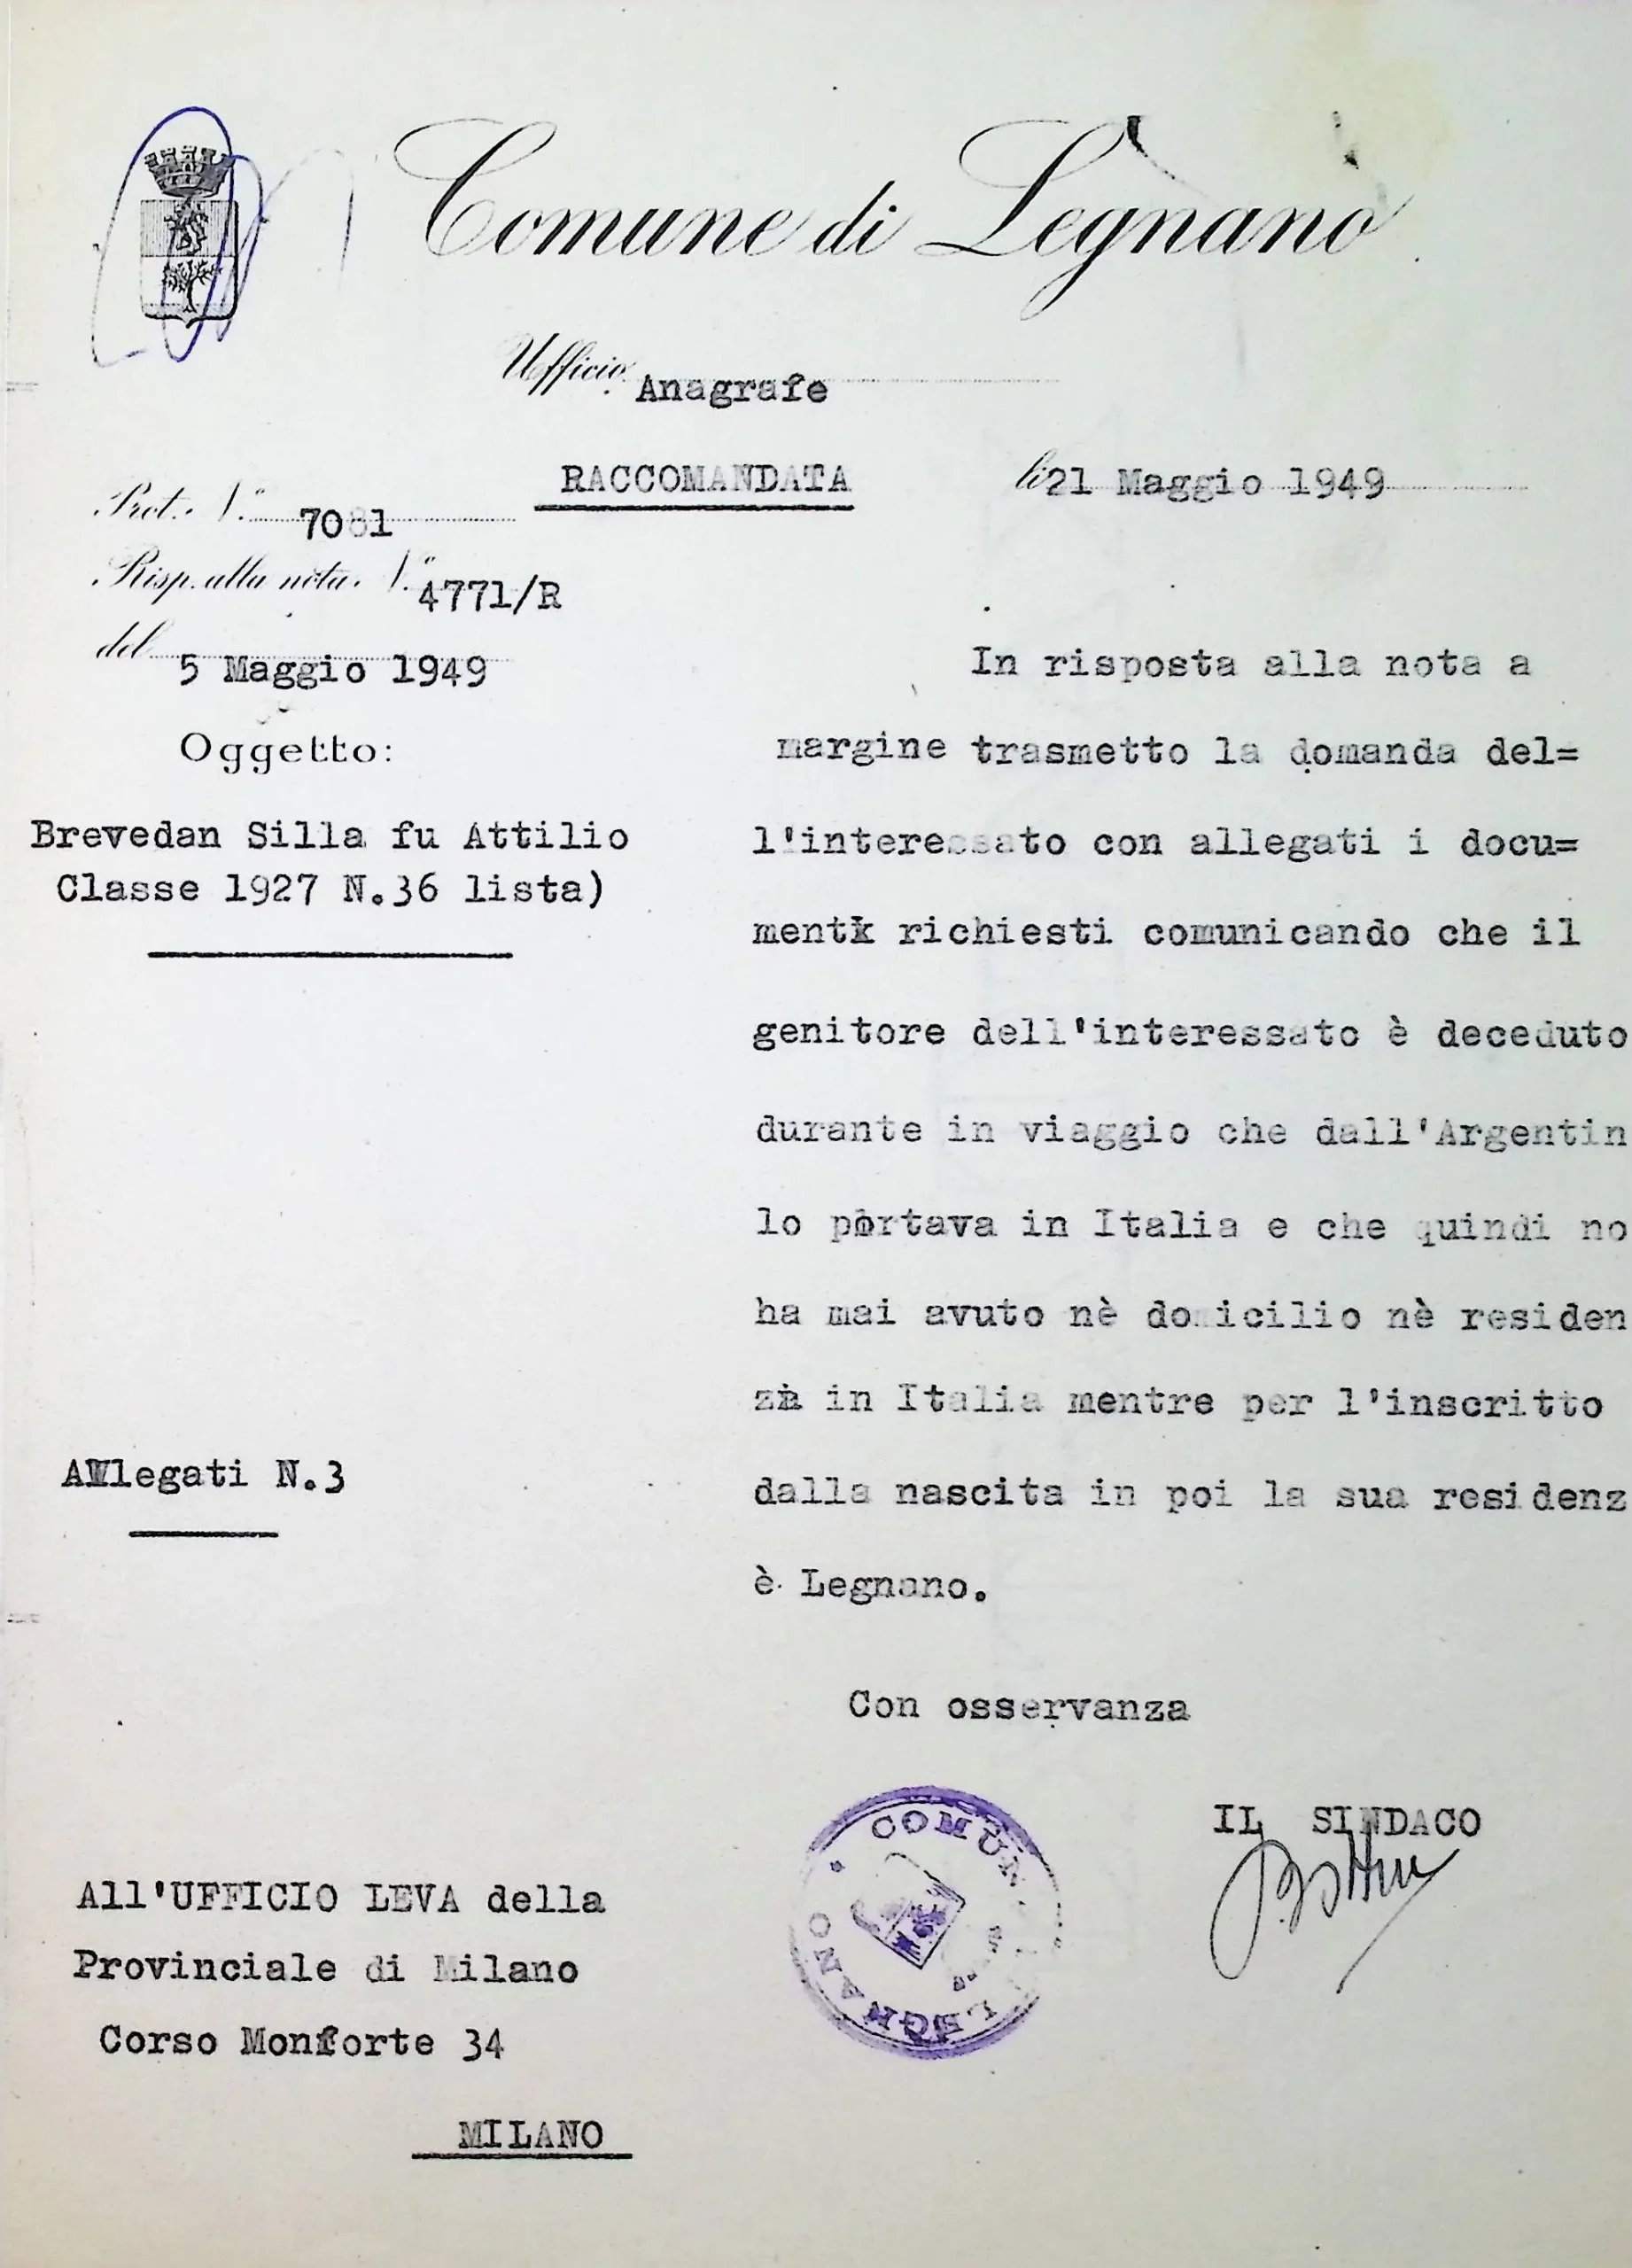 Comune di Legnano
Ufficio Anagrafe
RACCOMANDATA
li 21 Maggio 1949
Prot. N.° 7081
Risp. alla nota N.° 4771/R
del 5 Maggio 1949
Oggetto:
Brevedan Silla fu Attilio
Classe 1927 N.36 lista)
In risposta alla nota a
margine trasmetto la domanda del=
l'interessato con allegati i docu=
menti richiesti comunicando che il
genitore dell'interessato è deceduto
durante in viaggio che dall'Argentin
lo portava in Italia e che quindi no
ha mai avuto nè domicilio nè residen
za in Italia mentre per l'inscritto
dalla nascita in poi la sua residenz
è Legnano.
Allegati N.3
Con osservanza
IL SINDACO
COMUNE
LEGNANO
All'UFFICIO LEVA della
Provinciale di Milano
Corso Monforte 34
MILANO